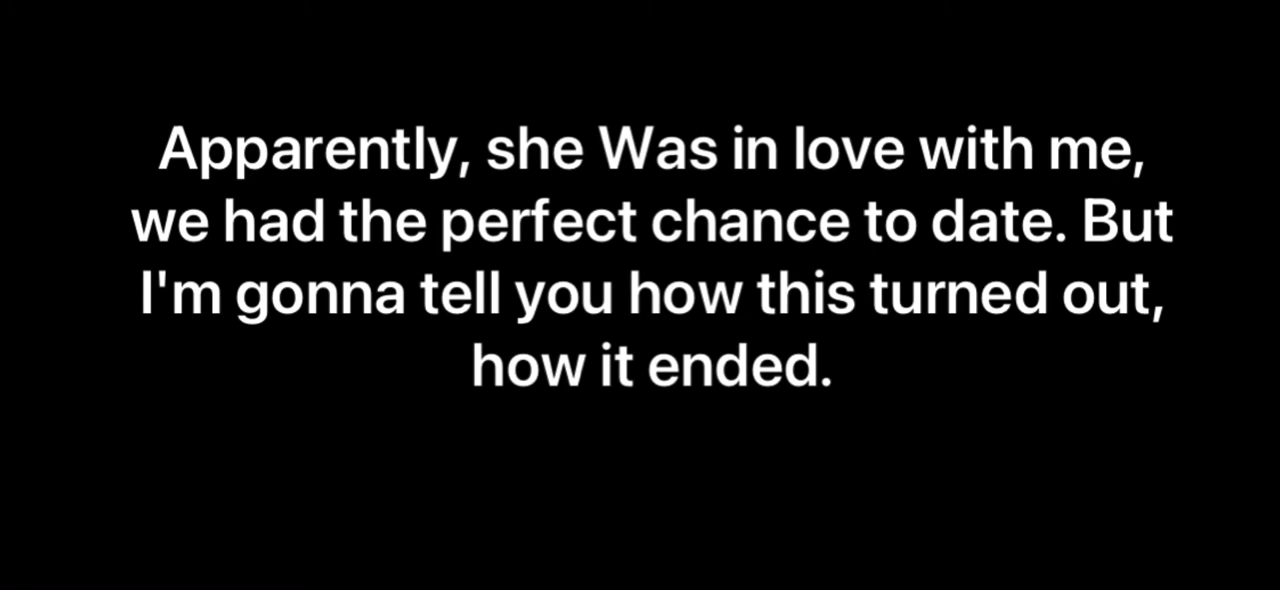 Apparently, she Was in love with me,
we had the perfect chance to date. But
I'm gonna tell you how this turned out,
how it ended.